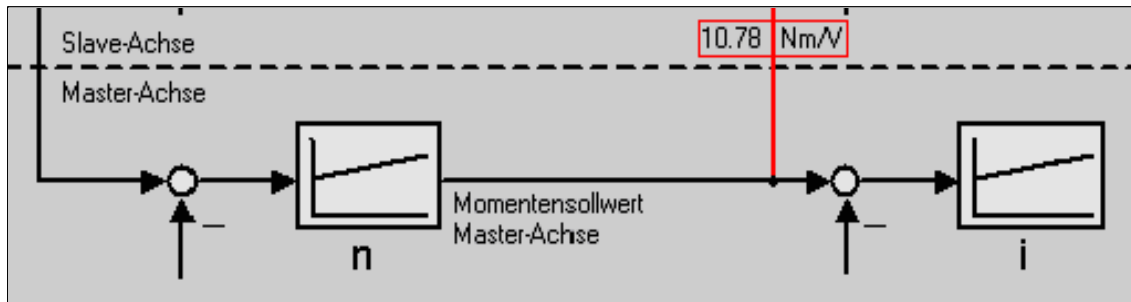 Slave-Achse
10.78 Nm/V
Master-Achse
Momentensollwert
Master-Achse
n
i